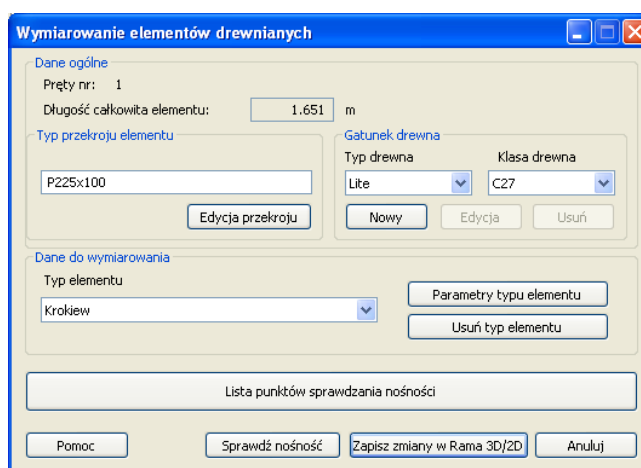 Wymiarowanie elementów drewnianych
Dane ogólne
Pręty nr: 1
Długość całkowita elementu: 1.651 m
Typ przekroju elementu
P225x100
Edycja przekroju
Gatunek drewna
Typ drewna Klasa drewna
Lite C27
Nowy Edycja Usuń
Dane do wymiarowania
Typ elementu
Krokiew
Parametry typu elementu
Usuń typ elementu
Lista punktów sprawdzania nośności
Pomoc Sprawdź nośność Zapisz zmiany w Rama 3D/2D Anuluj